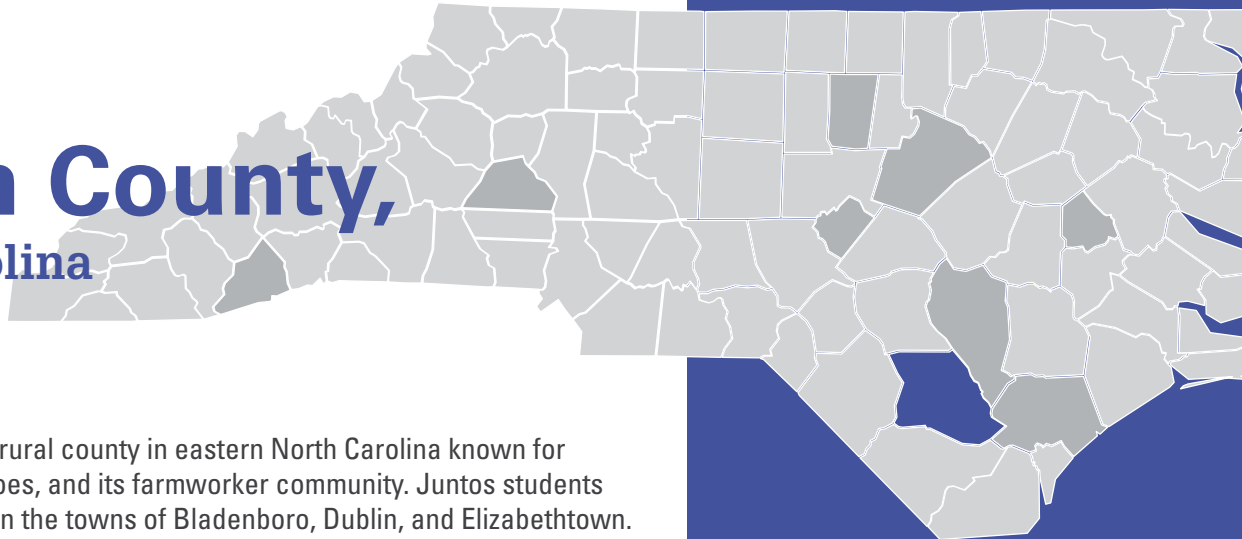 n County,
olina
rural county in eastern North Carolina known for
oes, and its farmworker community. Juntos students
n the towns of Bladenboro, Dublin, and Elizabethtown.